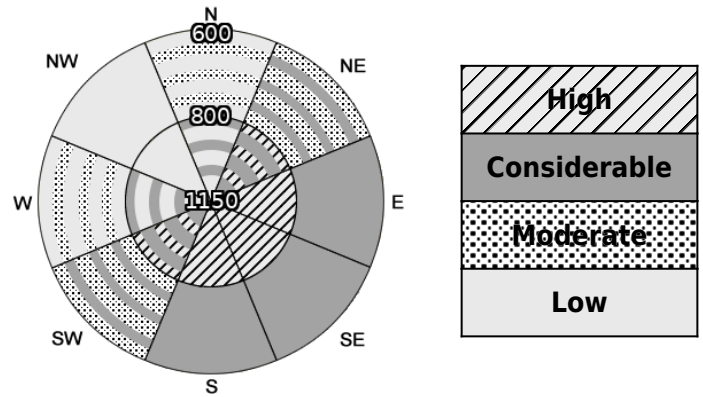 N
600
NW
NE
800
W
1150
E
SW
SE
S
High
Considerable
Moderate
Low